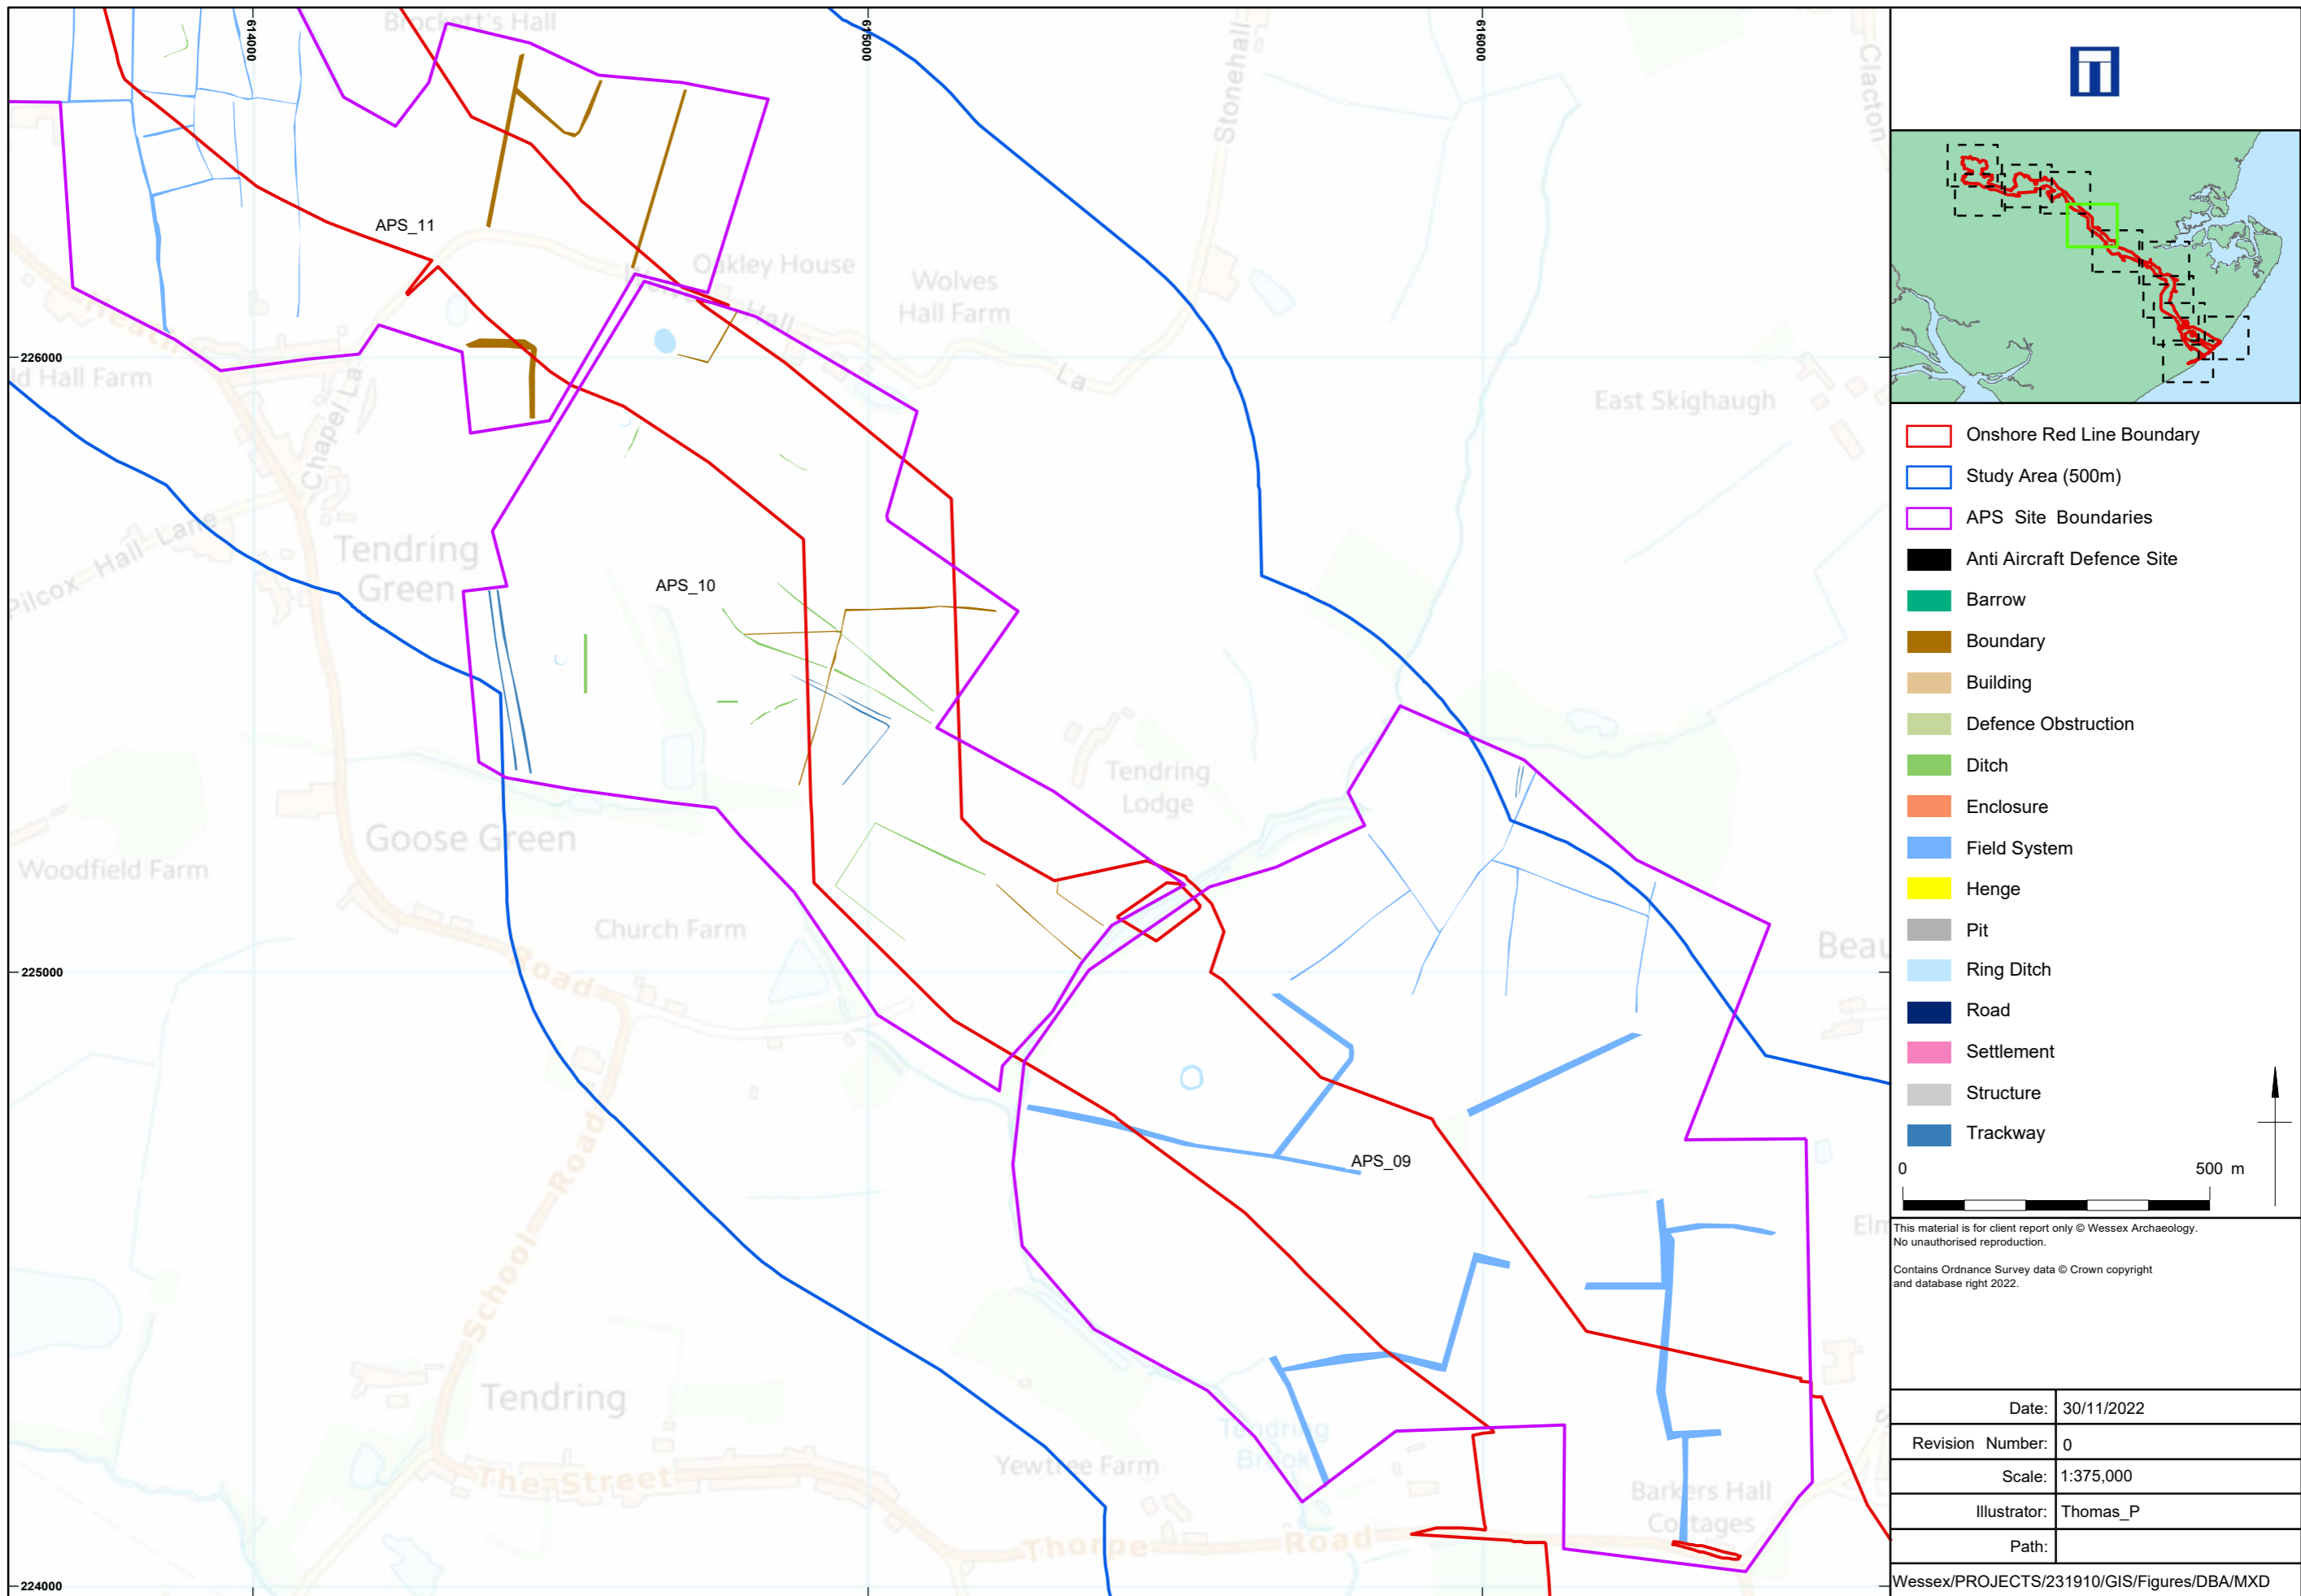 Brockett's Hall
614000
615000
616000
Stonehall
Clacton
APS_11
Heath
Oakley House
Wolves
Hall Farm
Hall
La
226000
ld Hall Farm
Chapel La
East Skighaugh
Pilcox Hall Lane
Tendring
Green
APS_10
Tendring
Lodge
Goose Green
Woodfield Farm
Church Farm
Road
Beau
225000
APS_09
School Road
Elm
Tendring
Tendring
Brook
The Street
Yewtree Farm
Barkers Hall
Cottages
Thorpe Road
224000
Onshore Red Line Boundary
Study Area (500m)
APS Site Boundaries
Anti Aircraft Defence Site
Barrow
Boundary
Building
Defence Obstruction
Ditch
Enclosure
Field System
Henge
Pit
Ring Ditch
Road
Settlement
Structure
Trackway
0 500 m
This material is for client report only © Wessex Archaeology.
No unauthorised reproduction.
Contains Ordnance Survey data © Crown copyright
and database right 2022.
Date: 30/11/2022
Revision Number: 0
Scale: 1:375,000
Illustrator: Thomas_P
Path:
Wessex/PROJECTS/231910/GIS/Figures/DBA/MXD